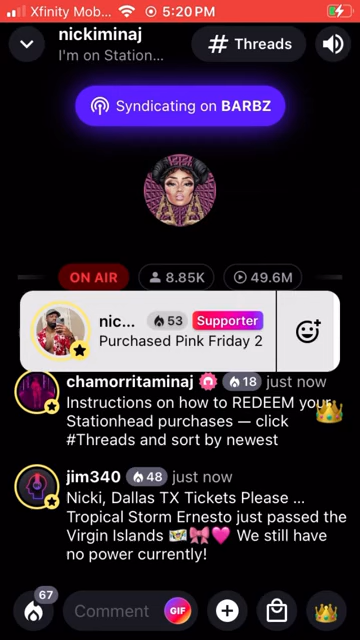 Xfinity Mob... 5:20PM
nickiminaj
I'm on Station...
# Threads
Syndicating on BARBZ
ON AIR
8.85K
49.6M
nic... 53 Supporter
Purchased Pink Friday 2
chamorritaminaj 18 just now
Instructions on how to REDEEM your
Stationhead purchases — click
#Threads and sort by newest
jim340 48 just now
Nicki, Dallas TX Tickets Please ...
Tropical Storm Ernesto just passed the
Virgin Islands 🇻🇮🎀🩷 We still have
no power currently!
67
Comment
GIF